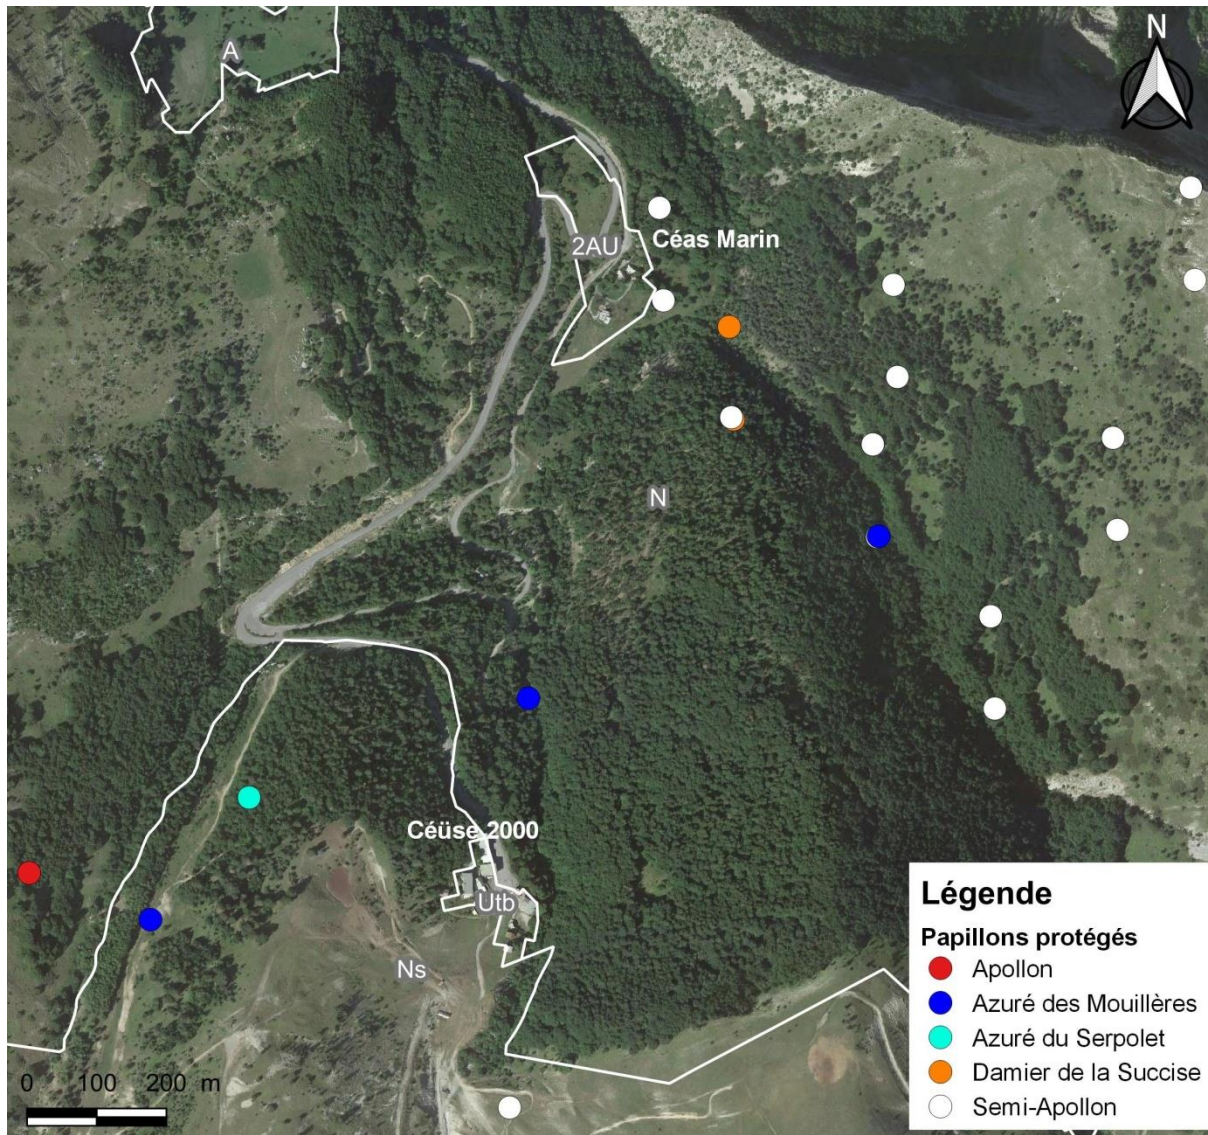 N
A
2AU
Céas Marin
N
Céüse 2000
Utb
Ns
Légende
Papillons protégés
Apollon
Azuré des Mouillères
Azuré du Serpolet
Damier de la Succise
Semi-Apollon
0 100 200 m